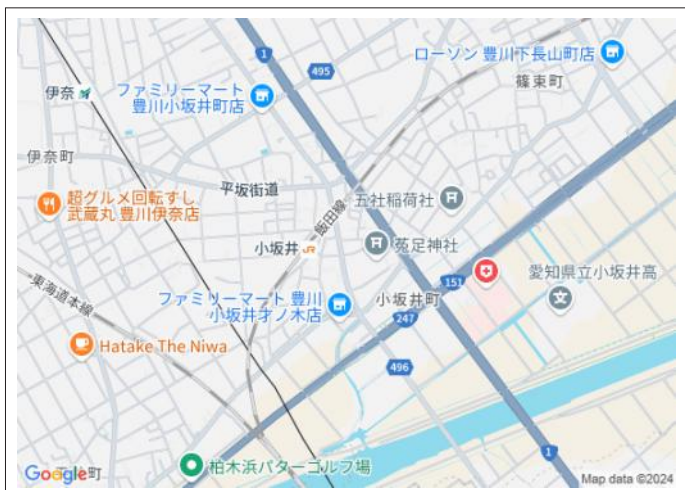 1
495
ローソン 豊川下長山町店
篠束町
伊奈
ファミリーマート
豊川小坂井町店
伊奈町
平坂街道
五社稲荷社
超グルメ回転すし
武蔵丸 豊川伊奈店
飯田線
小坂井
JR
菟足神社
151
愛知県立小坂井高
東海道本線
ファミリーマート 豊川
小坂井才ノ木店
小坂井町
247
Hatake The Niwa
496
1
柏木浜パターゴルフ場
Google
町
Map data ©2024